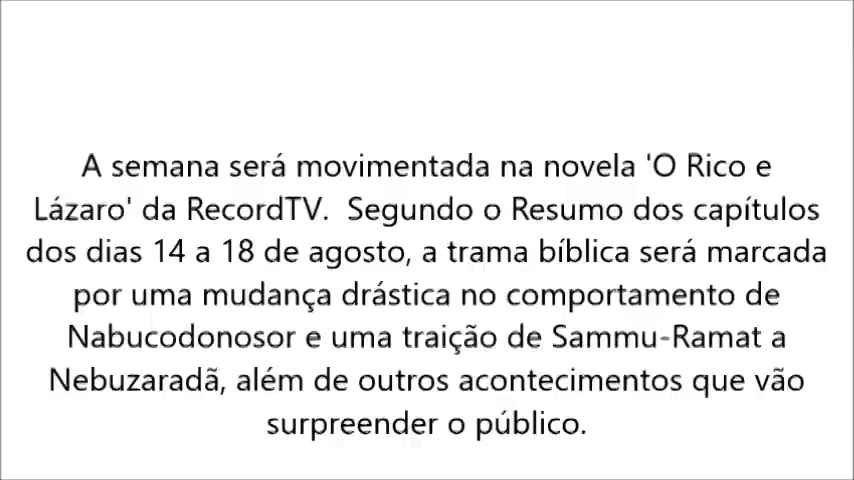 A semana será movimentada na novela 'O Rico e
Lázaro' da RecordTV.  Segundo o Resumo dos capítulos
dos dias 14 a 18 de agosto, a trama bíblica será marcada
por uma mudança drástica no comportamento de
Nabucodonosor e uma traição de Sammu-Ramat a
Nebuzaradã, além de outros acontecimentos que vão
surpreender o público.